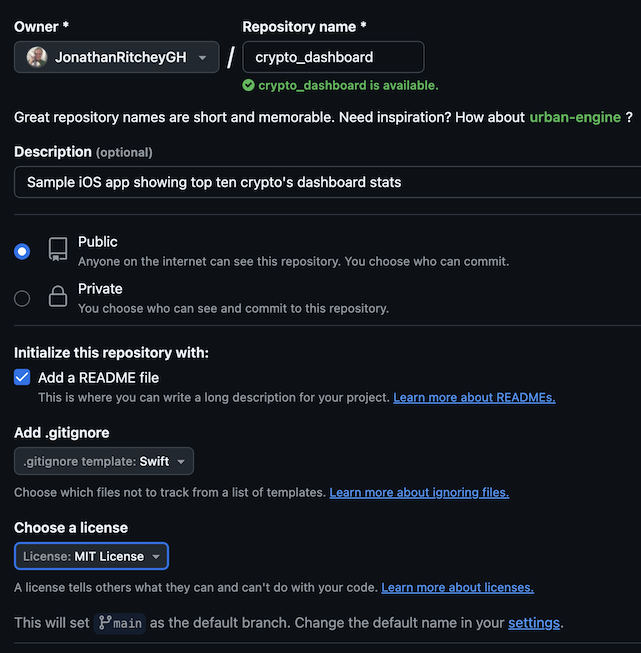 Owner * Repository name *
JonathanRitcheyGH / crypto_dashboard
crypto_dashboard is available.
Great repository names are short and memorable. Need inspiration? How about urban-engine ?
Description (optional)
Sample iOS app showing top ten crypto's dashboard stats
Public
Anyone on the internet can see this repository. You choose who can commit.
Private
You choose who can see and commit to this repository.
Initialize this repository with:
Add a README file
This is where you can write a long description for your project. Learn more about READMEs.
Add .gitignore
.gitignore template: Swift
Choose which files not to track from a list of templates. Learn more about ignoring files.
Choose a license
License: MIT License
A license tells others what they can and can't do with your code. Learn more about licenses.
This will set main as the default branch. Change the default name in your settings.